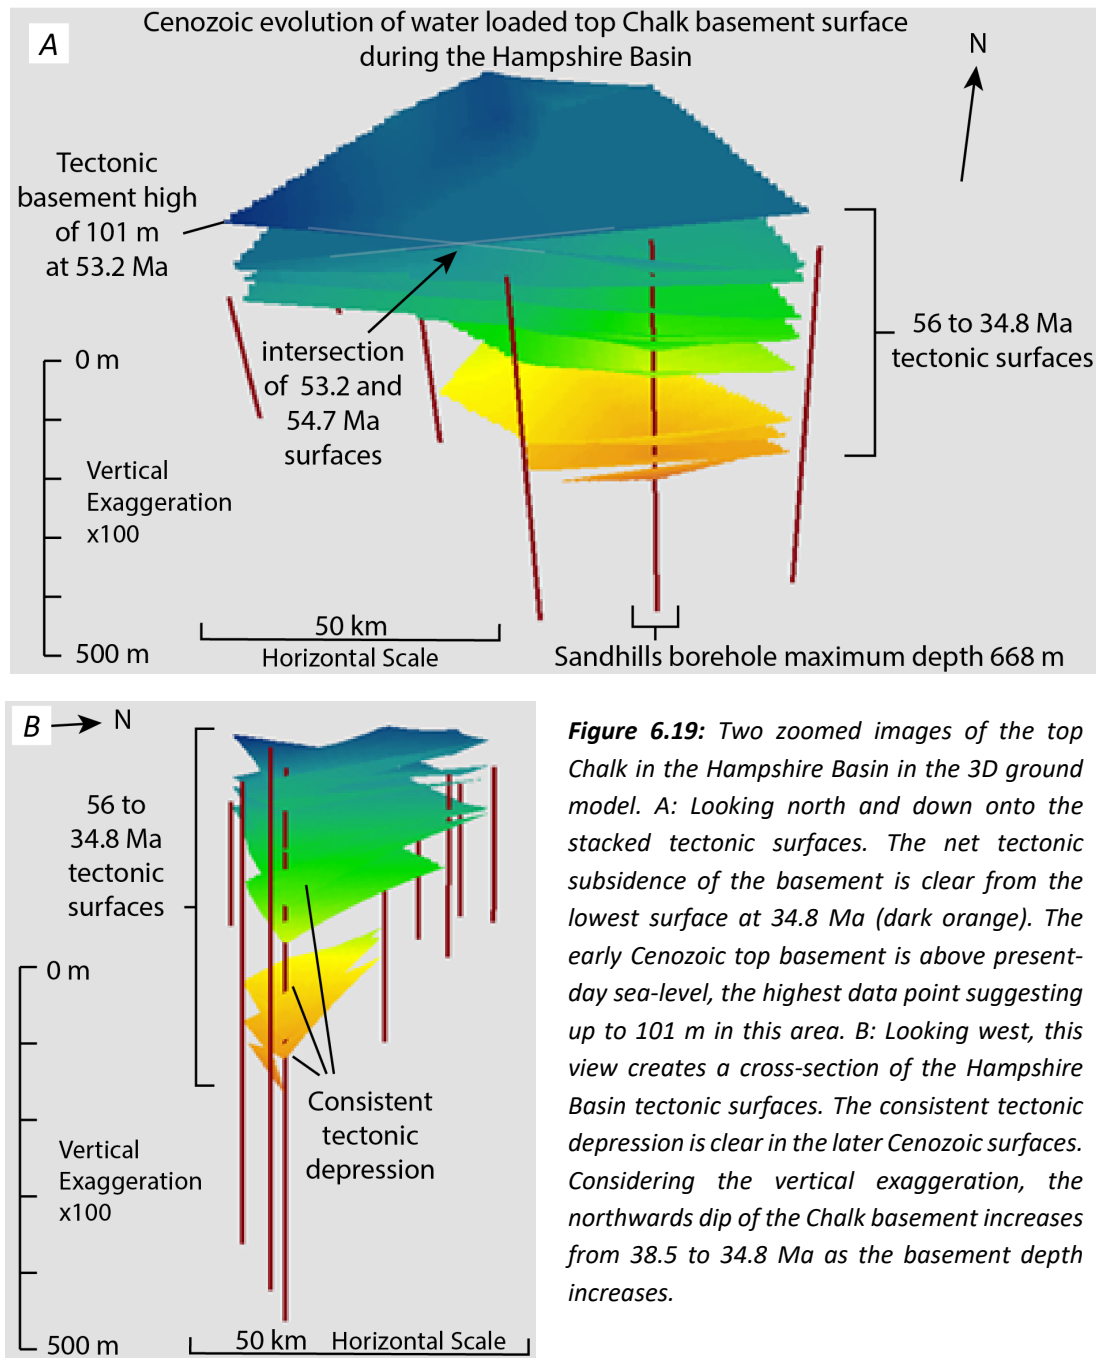 A
Cenozoic evolution of water loaded top Chalk basement surface
during the Hampshire Basin
N
Tectonic
basement high
of 101 m
at 53.2 Ma
intersection
of 53.2 and
54.7 Ma
surfaces
56 to 34.8 Ma
tectonic surfaces
0 m
Vertical
Exaggeration
x100
500 m
50 km
Horizontal Scale
Sandhills borehole maximum depth 668 m
B
N
56 to
34.8 Ma
tectonic
surfaces
0 m
Consistent
tectonic
depression
Vertical
Exaggeration
x100
500 m
50 km Horizontal Scale
Figure 6.19: Two zoomed images of the top
Chalk in the Hampshire Basin in the 3D ground
model. A: Looking north and down onto the
stacked tectonic surfaces. The net tectonic
subsidence of the basement is clear from the
lowest surface at 34.8 Ma (dark orange). The
early Cenozoic top basement is above present-
day sea-level, the highest data point suggesting
up to 101 m in this area. B: Looking west, this
view creates a cross-section of the Hampshire
Basin tectonic surfaces. The consistent tectonic
depression is clear in the later Cenozoic surfaces.
Considering the vertical exaggeration, the
northwards dip of the Chalk basement increases
from 38.5 to 34.8 Ma as the basement depth
increases.